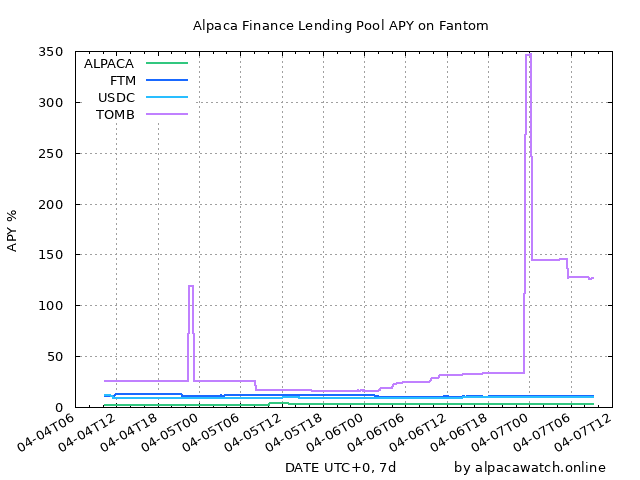 Alpaca Finance Lending Pool APY on Fantom
350
300
250
200
150
100
50
0
APY %
ALPACA
FTM
USDC
TOMB
04-04T06
04-04T12
04-04T18
04-05T00
04-05T06
04-05T12
04-05T18
04-06T00
04-06T06
04-06T12
04-06T18
04-07T00
04-07T06
04-07T12
DATE UTC+0, 7d
by alpacawatch.online